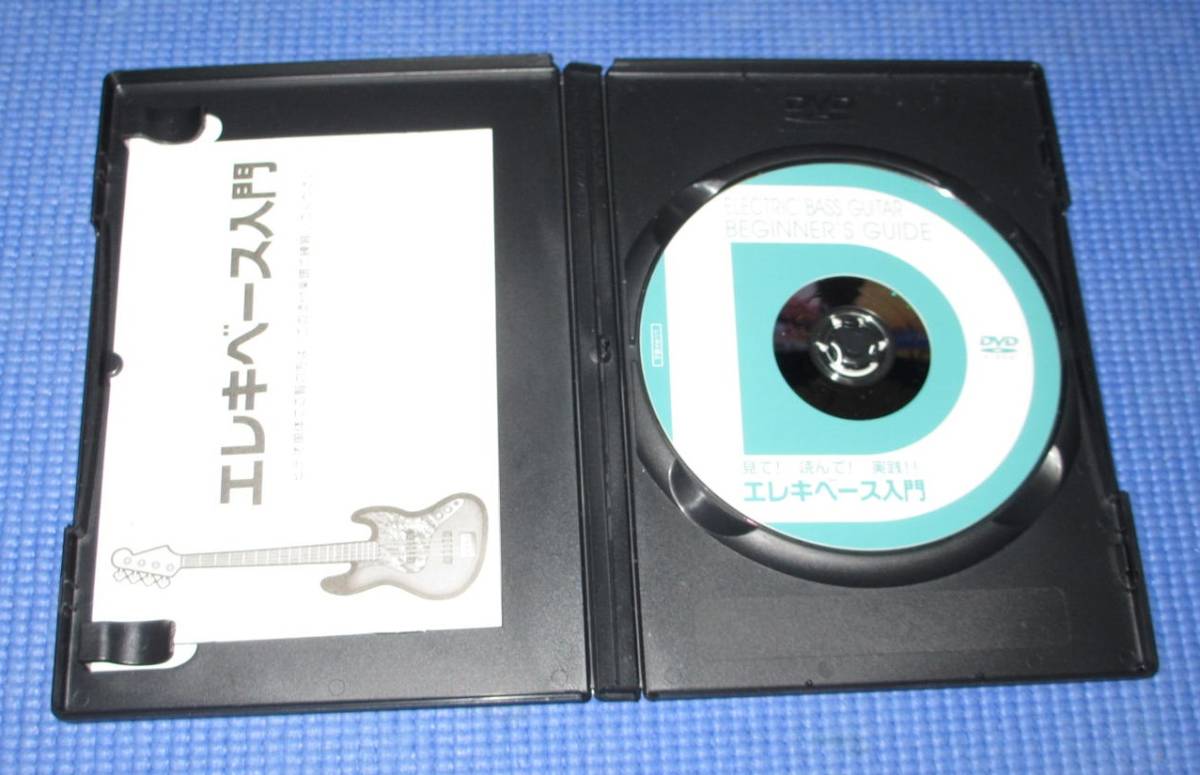 エレキベース入門
DVD
ELECTRIC BASS GUITAR
BEGINNER'S GUIDE
DVD
見て! 読んで! 実践!!
エレキベース入門